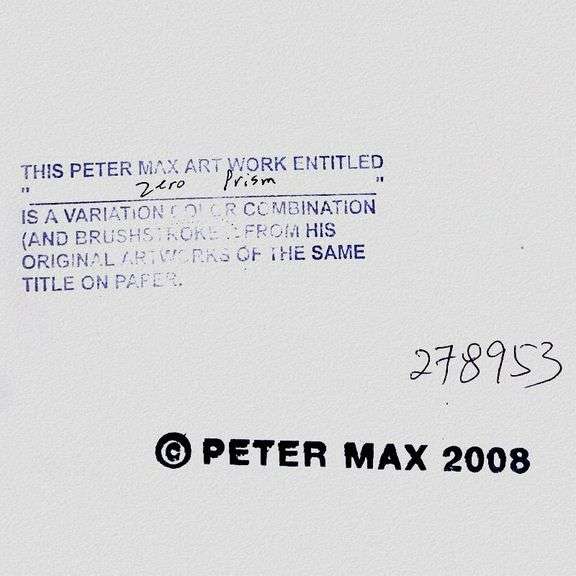 THIS PETER MAX ART WORK ENTITLED
" Zero Prism "
IS A VARIATION COLOR COMBINATION
(AND BRUSHSTROKES) FROM HIS
ORIGINAL ARTWORKS OF THE SAME
TITLE ON PAPER.
278953
© PETER MAX 2008